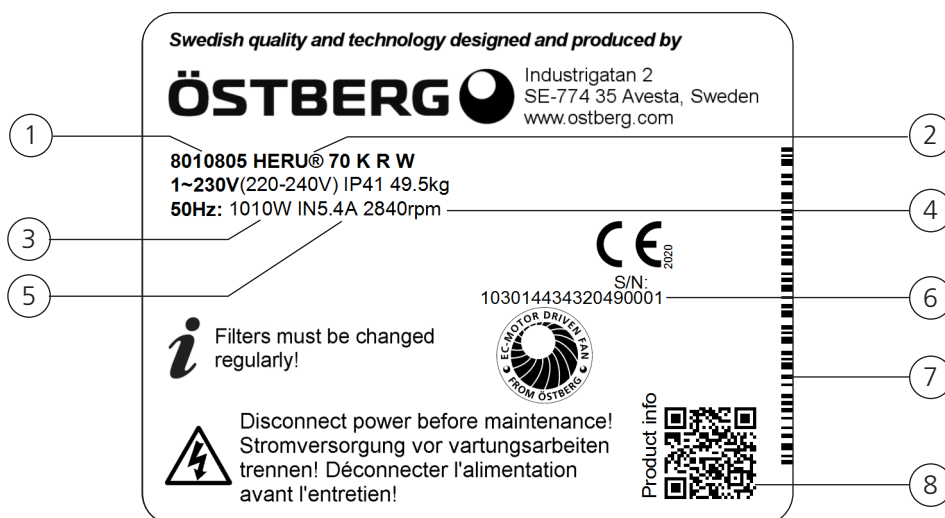 Swedish quality and technology designed and produced by
ÖSTBERG
Industrigatan 2
SE-774 35 Avesta, Sweden
www.ostberg.com
1
2
8010805 HERU® 70 K R W
1~230V(220-240V) IP41 49.5kg
50Hz: 1010W IN5.4A 2840rpm
3
4
5
CE
2020
S/N:
103014434320490001
6
EC-MOTOR DRIVEN FAN
FROM ÖSTBERG
i Filters must be changed
regularly!
7
Disconnect power before maintenance!
Stromversorgung vor vartungsarbeiten
trennen! Déconnecter l'alimentation
avant l'entretien!
Product info
8